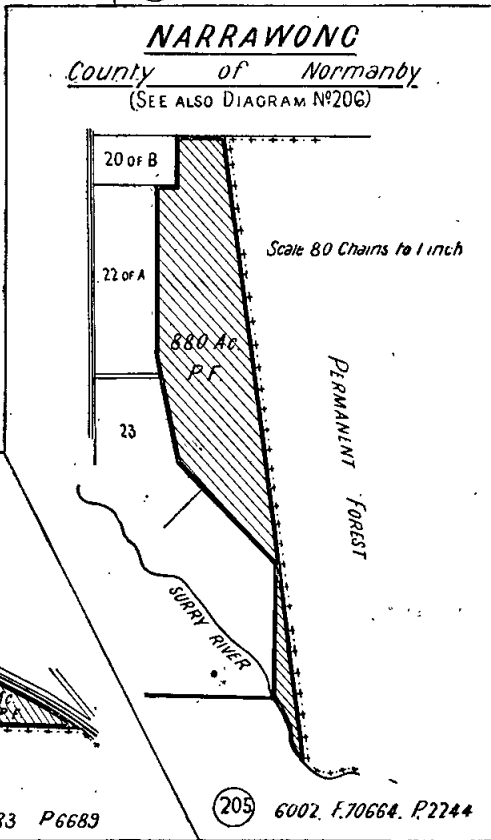 NARRAWONG
County of Normanby
(SEE ALSO DIAGRAM Nº206)
20 OF B
Scale 80 Chains to 1 inch
22 OF A
880 Ac.
P.F.
PERMANENT FOREST
23
SURRY RIVER
83 P6689
205 6002. F.70664. P.2244